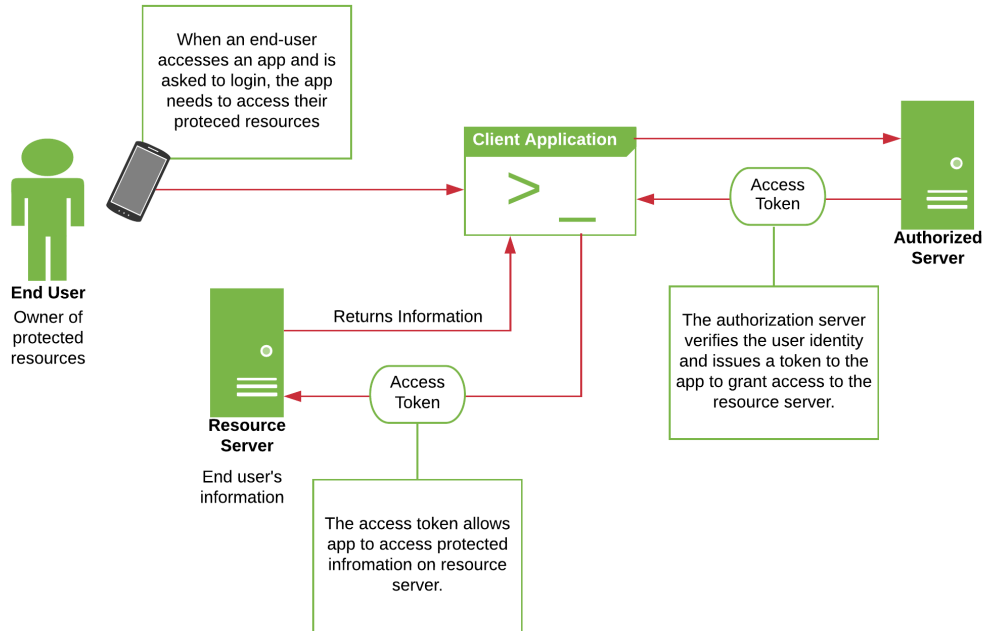 When an end-user
accesses an app and is
asked to login, the app
needs to access their
proteced resources
Client Application
>_
Access
Token
Authorized
Server
End User
Owner of
protected
resources
Returns Information
The authorization server
verifies the user identity
and issues a token to the
app to grant access to the
resource server.
Access
Token
Resource
Server
End user's
information
The access token allows
app to access protected
infromation on resource
server.